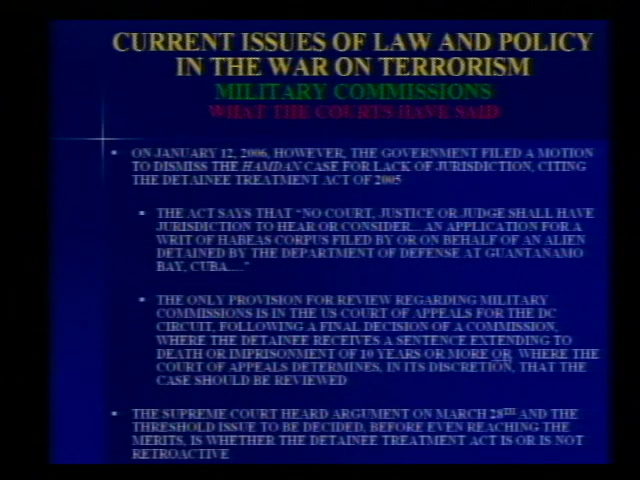 CURRENT ISSUES OF LAW AND POLICY
IN THE WAR ON TERRORISM
MILITARY COMMISSIONS
WHAT THE COURTS HAVE SAID
▪ ON JANUARY 12, 2006, HOWEVER, THE GOVERNMENT FILED A MOTION
TO DISMISS THE HAMDAN CASE FOR LACK OF JURISDICTION, CITING
THE DETAINEE TREATMENT ACT OF 2005
▪ THE ACT SAYS THAT "NO COURT, JUSTICE OR JUDGE SHALL HAVE
JURISDICTION TO HEAR OR CONSIDER... AN APPLICATION FOR A
WRIT OF HABEAS CORPUS FILED BY OR ON BEHALF OF AN ALIEN
DETAINED BY THE DEPARTMENT OF DEFENSE AT GUANTANAMO
BAY, CUBA...."
▪ THE ONLY PROVISION FOR REVIEW REGARDING MILITARY
COMMISSIONS IS IN THE US COURT OF APPEALS FOR THE DC
CIRCUIT, FOLLOWING A FINAL DECISION OF A COMMISSION,
WHERE THE DETAINEE RECEIVES A SENTENCE EXTENDING TO
DEATH OR IMPRISONMENT OF 10 YEARS OR MORE OR WHERE THE
COURT OF APPEALS DETERMINES, IN ITS DISCRETION, THAT THE
CASE SHOULD BE REVIEWED
▪ THE SUPREME COURT HEARD ARGUMENT ON MARCH 28TH AND THE
THRESHOLD ISSUE TO BE DECIDED, BEFORE EVEN REACHING THE
MERITS, IS WHETHER THE DETAINEE TREATMENT ACT IS OR IS NOT
RETROACTIVE